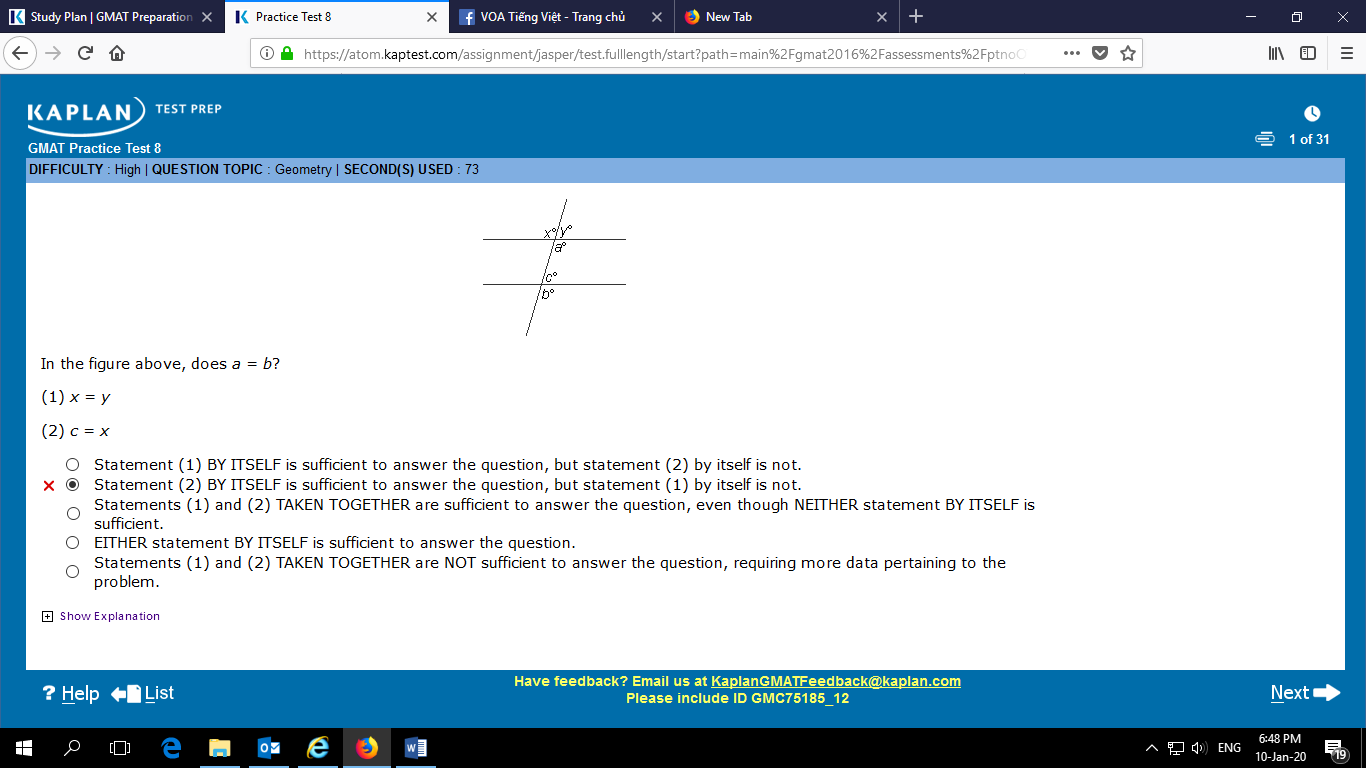 Study Plan | GMAT Preparation
Practice Test 8
VOA Tiếng Việt - Trang chủ
New Tab
https://atom.kaptest.com/assignment/jasper/test.fulllength/start?path=main%2Fgmat2016%2Fassessments%2Fptno
KAPLAN TEST PREP
GMAT Practice Test 8
1 of 31
DIFFICULTY : High | QUESTION TOPIC : Geometry | SECOND(S) USED : 73
x° y°
a°
c°
b°
In the figure above, does a = b?
(1) x = y
(2) c = x
Statement (1) BY ITSELF is sufficient to answer the question, but statement (2) by itself is not.
Statement (2) BY ITSELF is sufficient to answer the question, but statement (1) by itself is not.
Statements (1) and (2) TAKEN TOGETHER are sufficient to answer the question, even though NEITHER statement BY ITSELF is
sufficient.
EITHER statement BY ITSELF is sufficient to answer the question.
Statements (1) and (2) TAKEN TOGETHER are NOT sufficient to answer the question, requiring more data pertaining to the
problem.
Show Explanation
? Help List
Have feedback? Email us at KaplanGMATFeedback@kaplan.com
Please include ID GMC75185_12
Next
ENG
6:48 PM
10-Jan-20
19